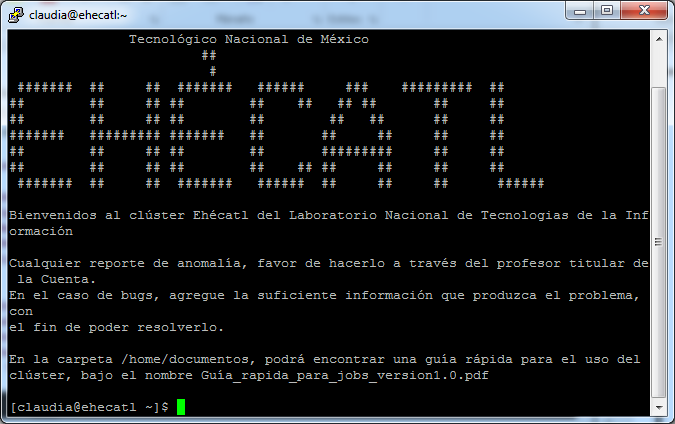 claudia@ehecatl:~
Tecnológico Nacional de México
EHÉCATL
Bienvenidos al clúster Ehécatl del Laboratorio Nacional de Tecnologias de la Inf
ormación
Cualquier reporte de anomalía, favor de hacerlo a través del profesor titular de
la Cuenta.
En el caso de bugs, agregue la suficiente información que produzca el problema,
con
el fin de poder resolverlo.
En la carpeta /home/documentos, podrá encontrar una guía rápida para el uso del
clúster, bajo el nombre Guía_rapida_para_jobs_version1.0.pdf
[claudia@ehecatl ~]$